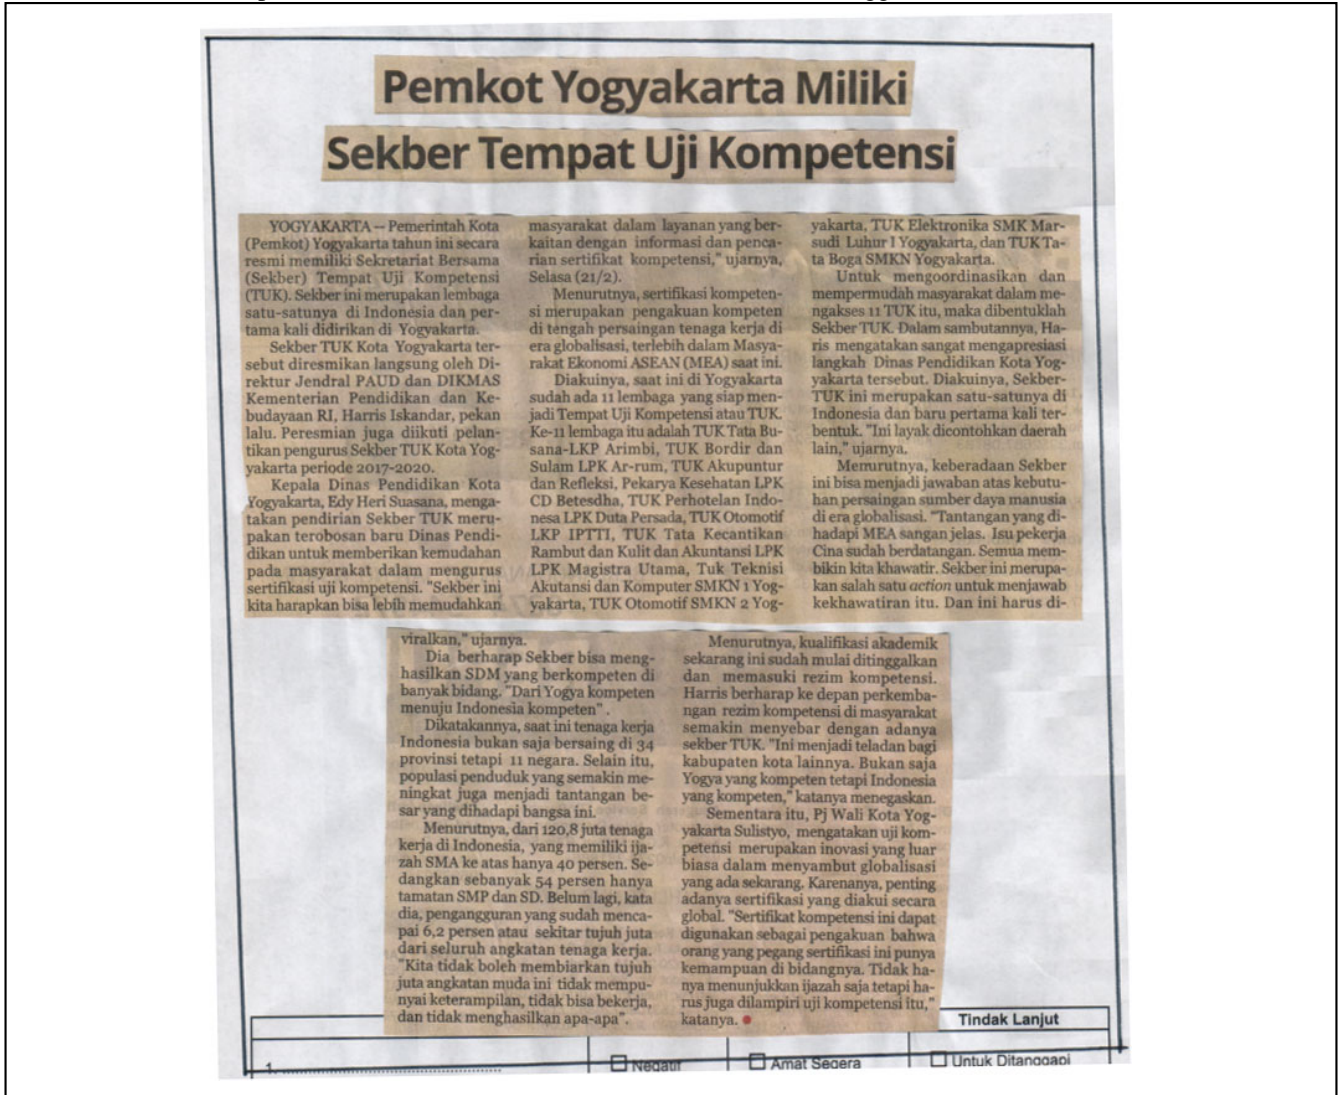 Pemkot Yogyakarta Miliki
Sekber Tempat Uji Kompetensi
YOGYAKARTA — Pemerintah Kota
(Pemkot) Yogyakarta tahun ini secara
resmi memiliki Sekretariat Bersama
(Sekber) Tempat Uji Kompetensi
(TUK). Sekber ini merupakan lembaga
satu-satunya di Indonesia dan per-
tama kali didirikan di Yogyakarta.
Sekber TUK Kota Yogyakarta ter-
sebut diresmikan langsung oleh Di-
rektur Jendral PAUD dan DIKMAS
Kementerian Pendidikan dan Ke-
budayaan RI, Harris Iskandar, pekan
lalu. Peresmian juga diikuti pelan-
tikan pengurus Sekber TUK Kota Yog-
yakarta periode 2017-2020.
Kepala Dinas Pendidikan Kota
Yogyakarta, Edy Heri Suasana, menga-
takan pendirian Sekber TUK meru-
pakan terobosan baru Dinas Pendi-
dikan untuk memberikan kemudahan
pada masyarakat dalam mengurus
sertifikasi uji kompetensi. "Sekber ini
kita harapkan bisa lebih memudahkan
masyarakat dalam layanan yang ber-
kaitan dengan informasi dan penca-
rian sertifikat kompetensi," ujarnya,
Selasa (21/2).
Menurutnya, sertifikasi kompeten-
si merupakan pengakuan kompeten
di tengah persaingan tenaga kerja di
era globalisasi, terlebih dalam Masya-
rakat Ekonomi ASEAN (MEA) saat ini.
Diakuinya, saat ini di Yogyakarta
sudah ada 11 lembaga yang siap men-
jadi Tempat Uji Kompetensi atau TUK.
Ke-11 lembaga itu adalah TUK Tata Bu-
sana-LKP Arimbi, TUK Bordir dan
Sulam LPK Ar-rum, TUK Akupuntur
dan Refleksi, Pekarya Kesehatan LPK
CD Betesdha, TUK Perhotelan Indo-
nesa LPK Duta Persada, TUK Otomotif
LKP IPTTI, TUK Tata Kecantikan
Rambut dan Kulit dan Akuntansi LPK
LPK Magistra Utama, Tuk Teknisi
Akutansi dan Komputer SMKN 1 Yog-
yakarta, TUK Otomotif SMKN 2 Yog-
yakarta, TUK Elektronika SMK Mar-
sudi Luhur I Yogyakarta, dan TUK Ta-
ta Boga SMKN Yogyakarta.
Untuk mengoordinasikan dan
mempermudah masyarakat dalam me-
ngakses 11 TUK itu, maka dibentuklah
Sekber TUK. Dalam sambutannya, Ha-
ris mengatakan sangat mengapresiasi
langkah Dinas Pendidikan Kota Yog-
yakarta tersebut. Diakuinya, Sekber-
TUK ini merupakan satu-satunya di
Indonesia dan baru pertama kali ter-
bentuk. "Ini layak dicontohkan daerah
lain," ujarnya.
Memurutnya, keberadaan Sekber
ini bisa menjadi jawaban atas kebutu-
han persaingan sumber daya manusia
di era globalisasi. "Tantangan yang di-
hadapi MEA sangan jelas. Isu pekerja
Cina sudah berdatangan. Semua mem-
bikin kita khawatir. Sekber ini merupa-
kan salah satu action untuk menjawab
kekhawatiran itu. Dan ini harus di-
viralkan," ujarnya.
Dia berharap Sekber bisa meng-
hasilkan SDM yang berkompeten di
banyak bidang. "Dari Yogya kompeten
menuju Indonesia kompeten" .
Dikatakannya, saat ini tenaga kerja
Indonesia bukan saja bersaing di 34
provinsi tetapi 11 negara. Selain itu,
populasi penduduk yang semakin me-
ningkat juga menjadi tantangan be-
sar yang dihadapi bangsa ini.
Menurutnya, dari 120,8 juta tenaga
kerja di Indonesia, yang memiliki ija-
zah SMA ke atas hanya 40 persen. Se-
dangkan sebanyak 54 persen hanya
tamatan SMP dan SD. Belum lagi, kata
dia, pengangguran yang sudah menca-
pai 6,2 persen atau sekitar tujuh juta
dari seluruh angkatan tenaga kerja.
"Kita tidak boleh membiarkan tujuh
juta angkatan muda ini tidak mempu-
nyai keterampilan, tidak bisa bekerja,
dan tidak menghasilkan apa-apa".
Menurutnya, kualifikasi akademik
sekarang ini sudah mulai ditinggalkan
dan memasuki rezim kompetensi.
Harris berharap ke depan perkemba-
ngan rezim kompetensi di masyarakat
semakin menyebar dengan adanya
sekber TUK. "Ini menjadi teladan bagi
kabupaten kota lainnya. Bukan saja
Yogya yang kompeten tetapi Indonesia
yang kompeten," katanya menegaskan.
Sementara itu, Pj Wali Kota Yog-
yakarta Sulistyo, mengatakan uji kom-
petensi merupakan inovasi yang luar
biasa dalam menyambut globalisasi
yang ada sekarang. Karenanya, penting
adanya sertifikasi yang diakui secara
global. "Sertifikat kompetensi ini dapat
digunakan sebagai pengakuan bahwa
orang yang pegang sertifikasi ini punya
kemampuan di bidangnya. Tidak ha-
nya menunjukkan ijazah saja tetapi ha-
rus juga dilampiri uji kompetensi itu,"
katanya.
Tindak Lanjut
1. ........................................
Negatif
Amat Segera
Untuk Ditanggapi